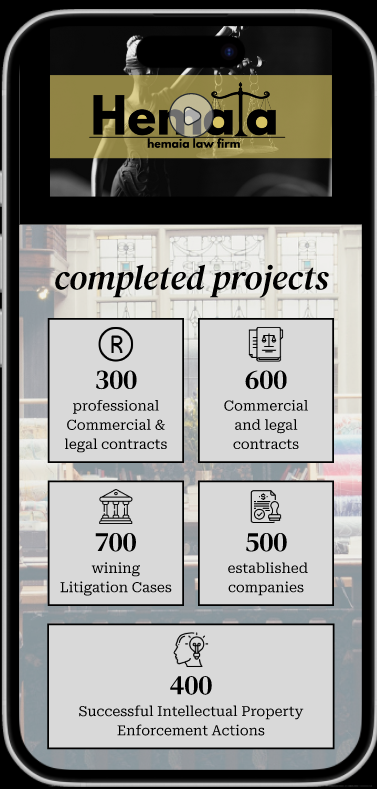 Hemaia
hemaia law firm
completed projects
R
300
professional
Commercial &
legal contracts
600
Commercial
and legal
contracts
700
wining
Litigation Cases
$
500
established
companies
400
Successful Intellectual Property
Enforcement Actions